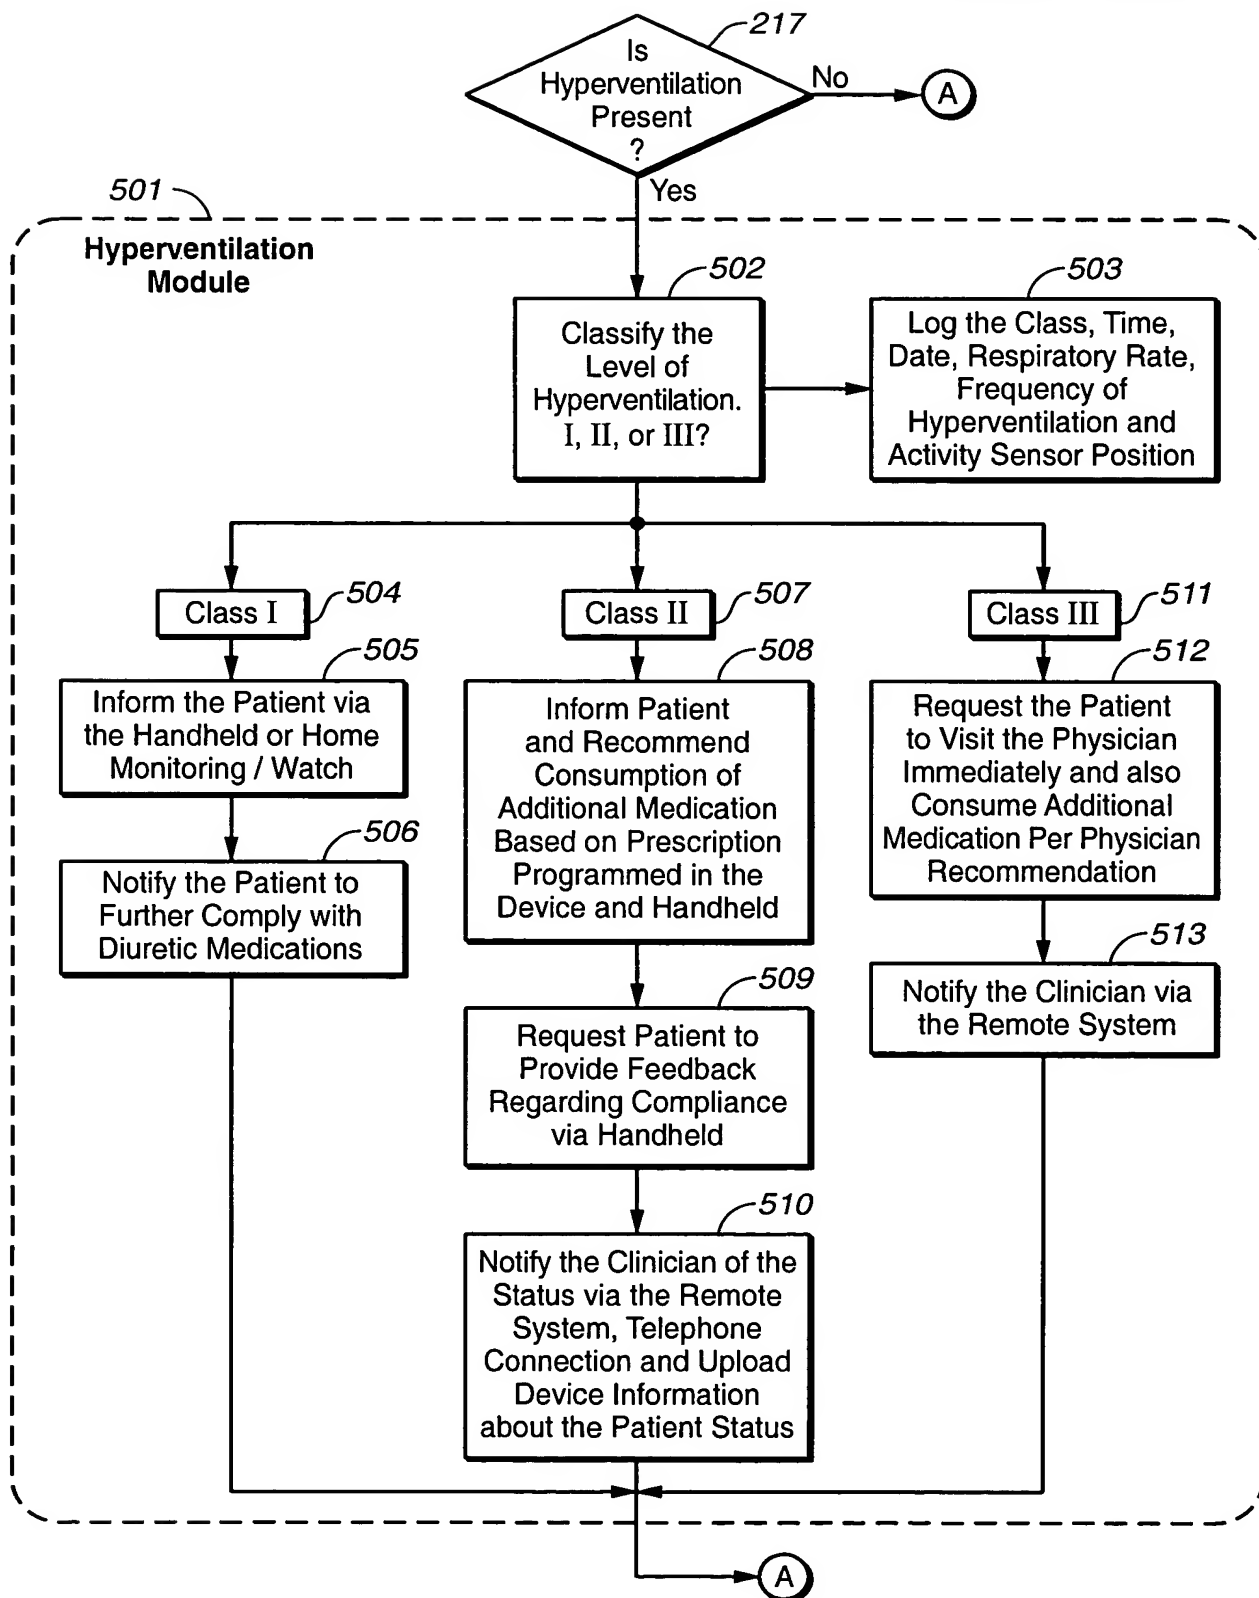 217
Is
Hyperventilation
Present
?
No
A
Yes
501
Hyperventilation
Module
502
Classify the
Level of
Hyperventilation.
I, II, or III?
503
Log the Class, Time,
Date, Respiratory Rate,
Frequency of
Hyperventilation and
Activity Sensor Position
Class I
504
505
Inform the Patient via
the Handheld or Home
Monitoring / Watch
506
Notify the Patient to
Further Comply with
Diuretic Medications
Class II
507
508
Inform Patient
and Recommend
Consumption of
Additional Medication
Based on Prescription
Programmed in the
Device and Handheld
509
Request Patient to
Provide Feedback
Regarding Compliance
via Handheld
510
Notify the Clinician of the
Status via the Remote
System, Telephone
Connection and Upload
Device Information
about the Patient Status
Class III
511
512
Request the Patient
to Visit the Physician
Immediately and also
Consume Additional
Medication Per Physician
Recommendation
513
Notify the Clinician via
the Remote System
A